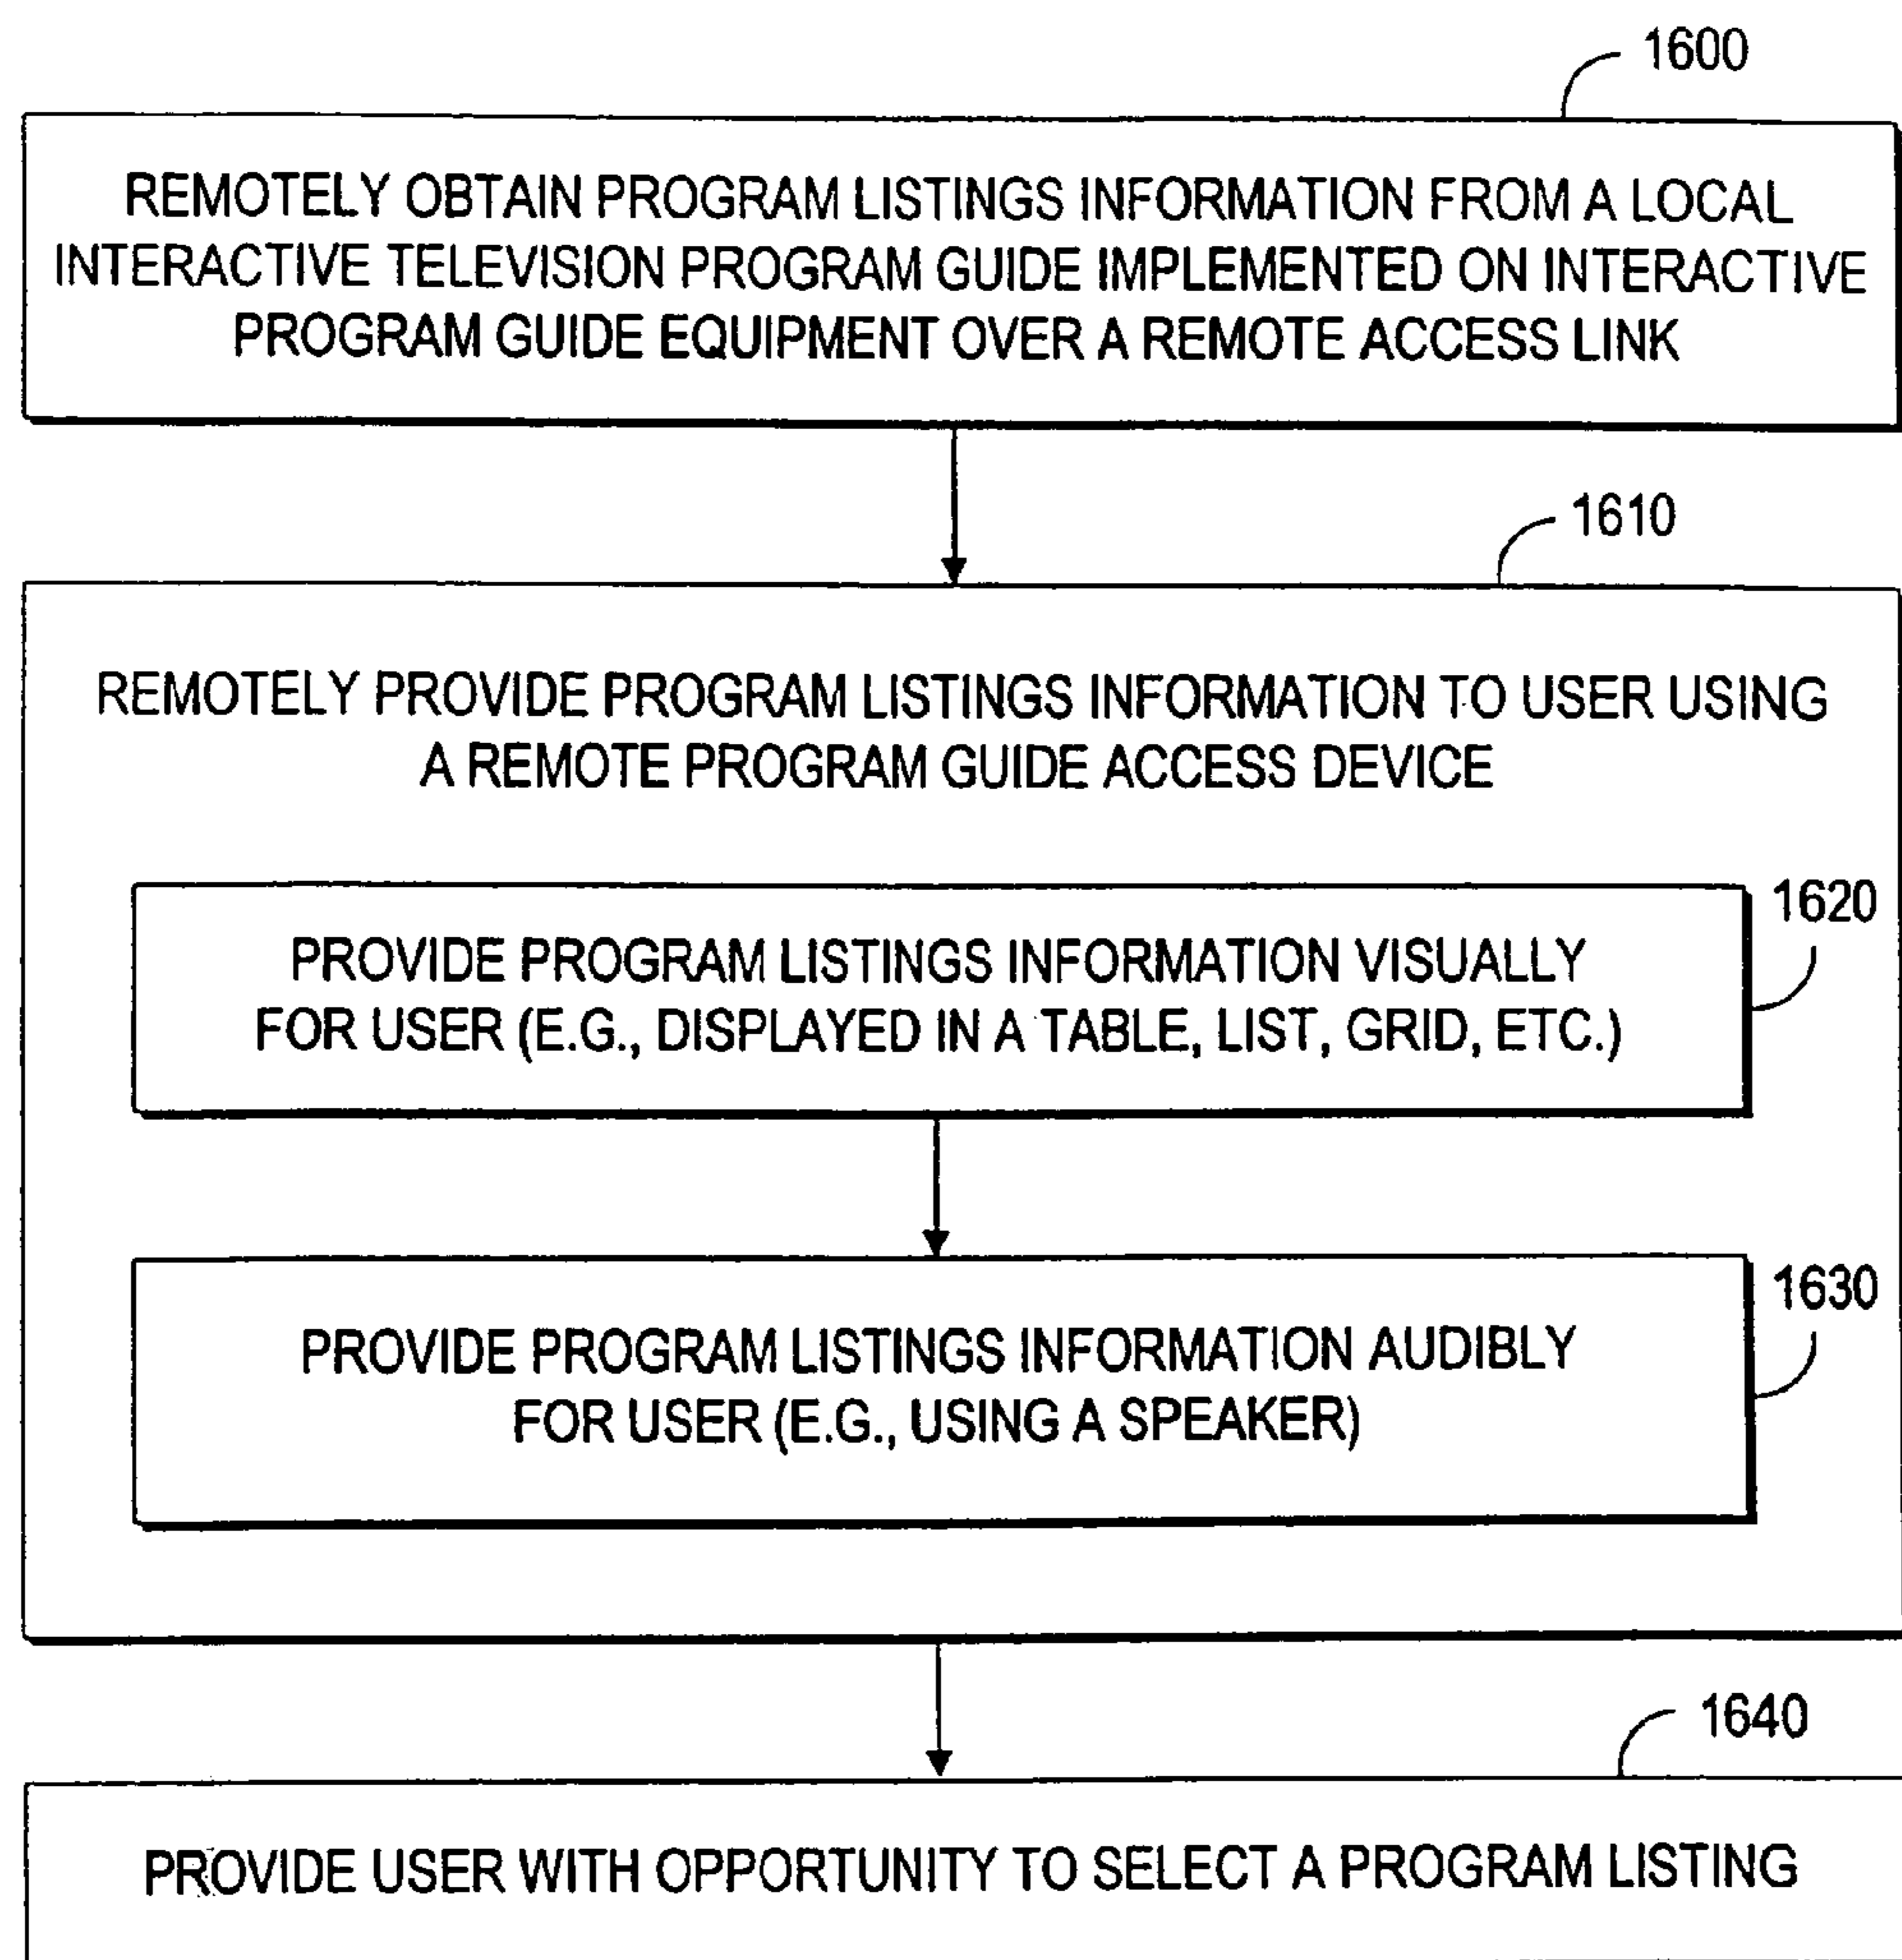 1600
REMOTELY OBTAIN PROGRAM LISTINGS INFORMATION FROM A LOCAL
INTERACTIVE TELEVISION PROGRAM GUIDE IMPLEMENTED ON INTERACTIVE
PROGRAM GUIDE EQUIPMENT OVER A REMOTE ACCESS LINK
1610
REMOTELY PROVIDE PROGRAM LISTINGS INFORMATION TO USER USING
A REMOTE PROGRAM GUIDE ACCESS DEVICE
1620
PROVIDE PROGRAM LISTINGS INFORMATION VISUALLY
FOR USER (E.G., DISPLAYED IN A TABLE, LIST, GRID, ETC.)
1630
PROVIDE PROGRAM LISTINGS INFORMATION AUDIBLY
FOR USER (E.G., USING A SPEAKER)
1640
PROVIDE USER WITH OPPORTUNITY TO SELECT A PROGRAM LISTING